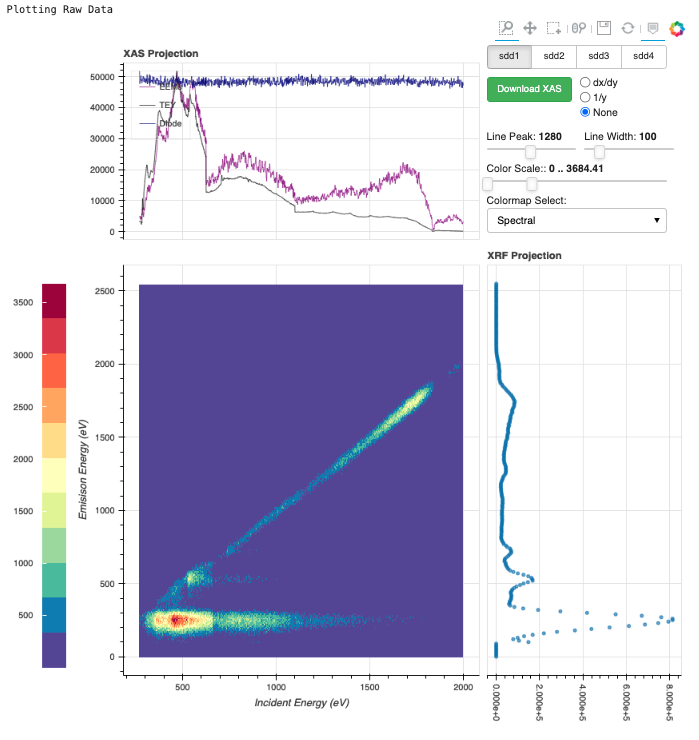 Plotting Raw Data
XAS Projection
50000
40000
30000
20000
10000
0
TEY
Diode
sdd1
sdd2
sdd3
sdd4
Download XAS
dx/dy
1/y
None
Line Peak: 1280
Line Width: 100
Color Scale:: 0 .. 3684.41
Colormap Select:
Spectral
XRF Projection
3500
3000
2500
2000
1500
1000
500
Emisison Energy (eV)
2500
2000
1500
1000
500
0
500
1000
1500
2000
Incident Energy (eV)
0.000e+0
2.000e+5
4.000e+5
6.000e+5
8.000e+5